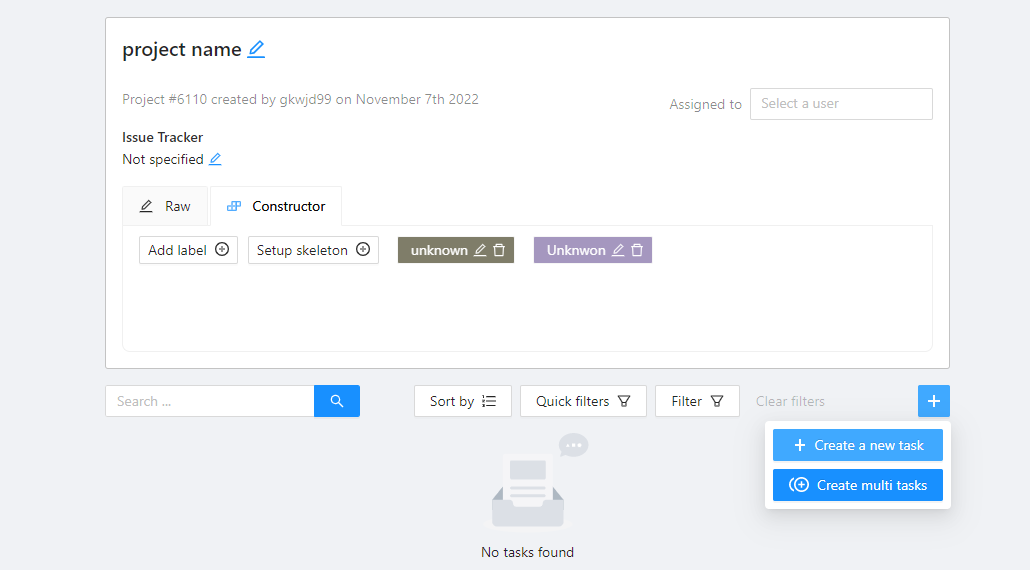 project name
Project #6110 created by gkwjd99 on November 7th 2022
Assigned to Select a user
Issue Tracker
Not specified
Raw Constructor
Add label Setup skeleton unknown Unknwon
Search ... Sort by Quick filters Filter Clear filters
Create a new task
Create multi tasks
No tasks found